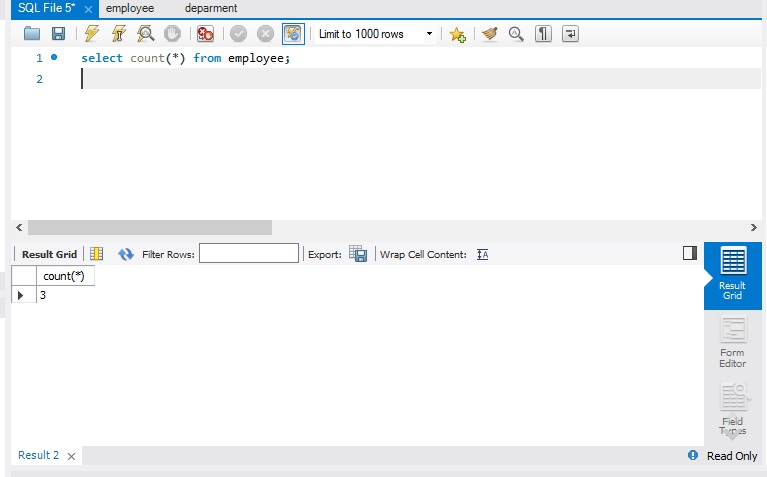 SQL File 5* employee deparment
Limit to 1000 rows
1 select count(*) from employee;
2
Result Grid Filter Rows: Export: Wrap Cell Content:
count(*)
3
Result
Grid
Form
Editor
Field
Types
Result 2 Read Only